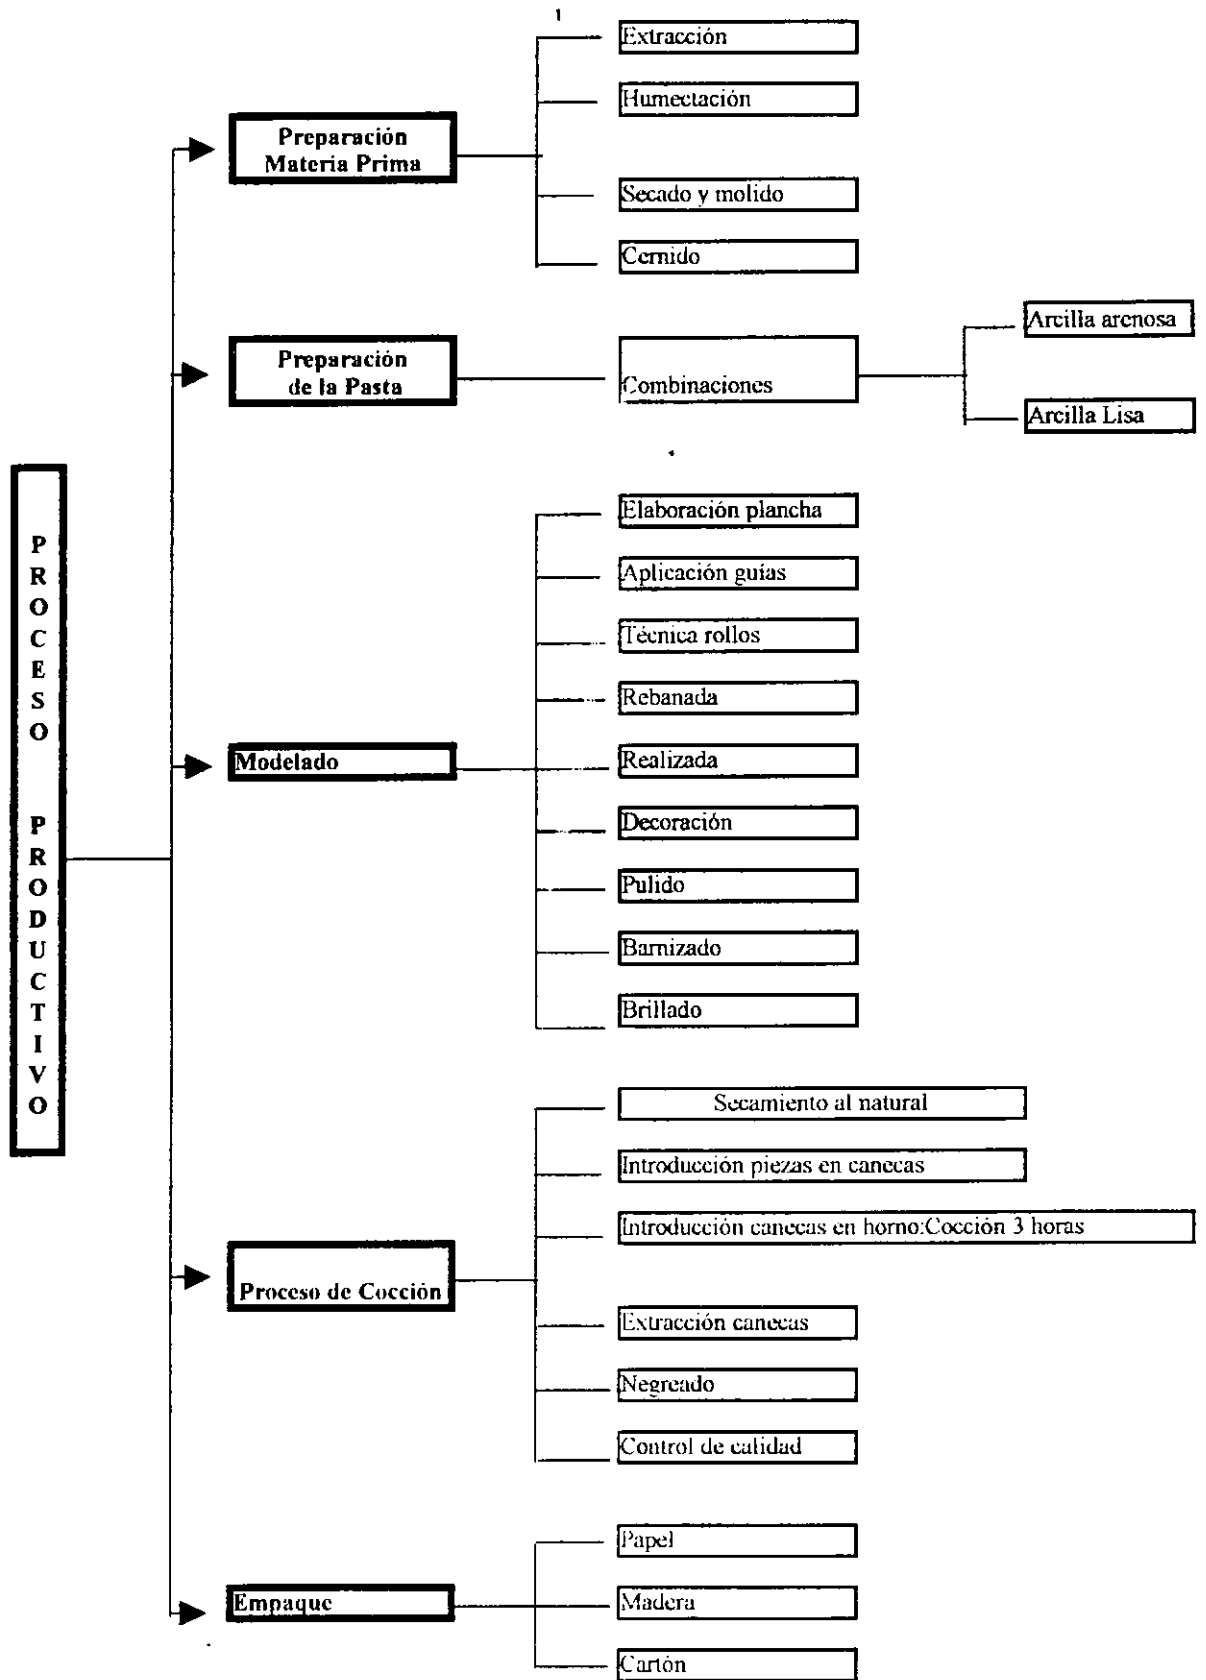 1
Extracción
Humectación
Preparación
Materia Prima
Secado y molido
Cernido
Arcilla arenosa
Preparación
de la Pasta
Combinaciones
Arcilla Lisa
PROCESO PRODUCTIVO
Elaboración plancha
Aplicación guías
Técnica rollos
Rebanada
Modelado
Realizada
Decoración
Pulido
Barnizado
Brillado
Secamiento al natural
Introducción piezas en canecas
Introducción canecas en horno:Cocción 3 horas
Proceso de Cocción
Extracción canecas
Negreado
Control de calidad
Papel
Empaque
Madera
Cartón